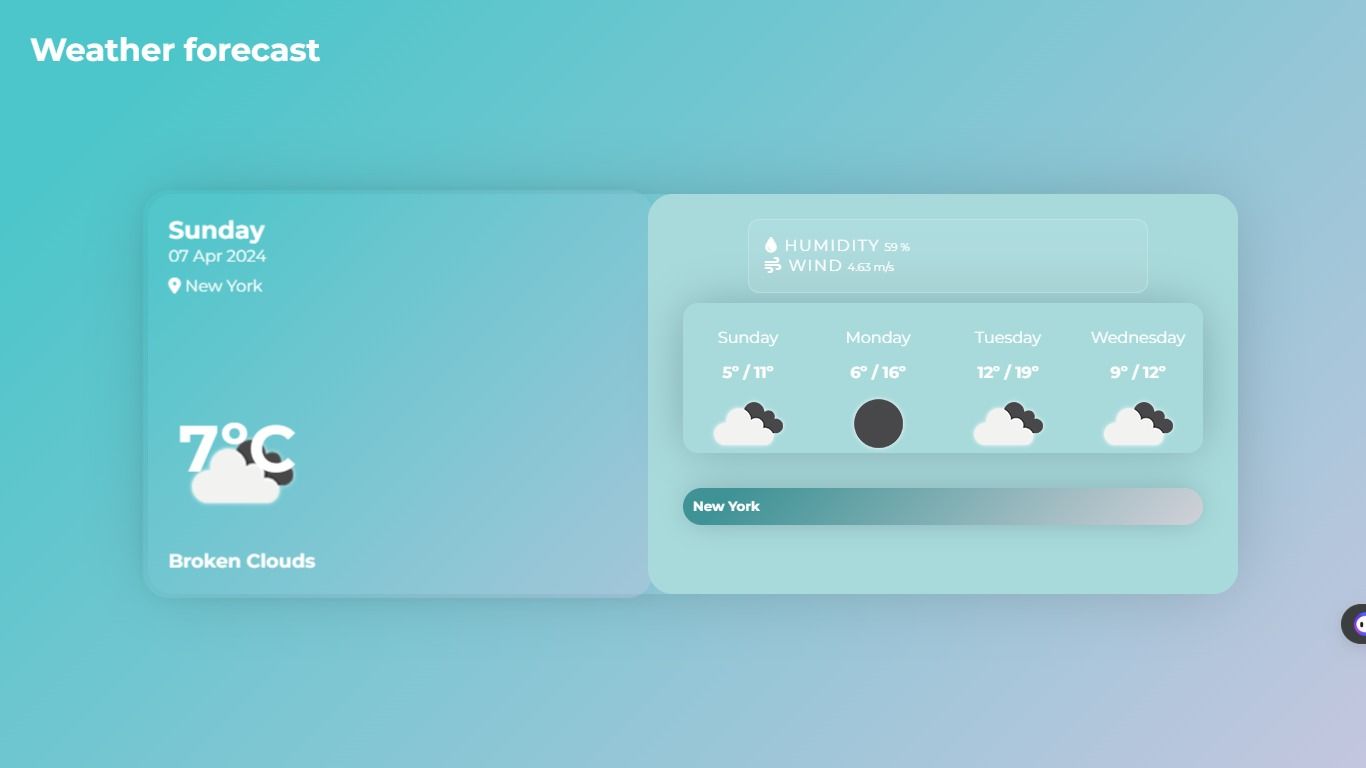 Weather forecast
Sunday
07 Apr 2024
New York
7°C
Broken Clouds
HUMIDITY 59 %
WIND 4.63 m/s
Sunday Monday Tuesday Wednesday
5° / 11° 6° / 16° 12° / 19° 9° / 12°
New York